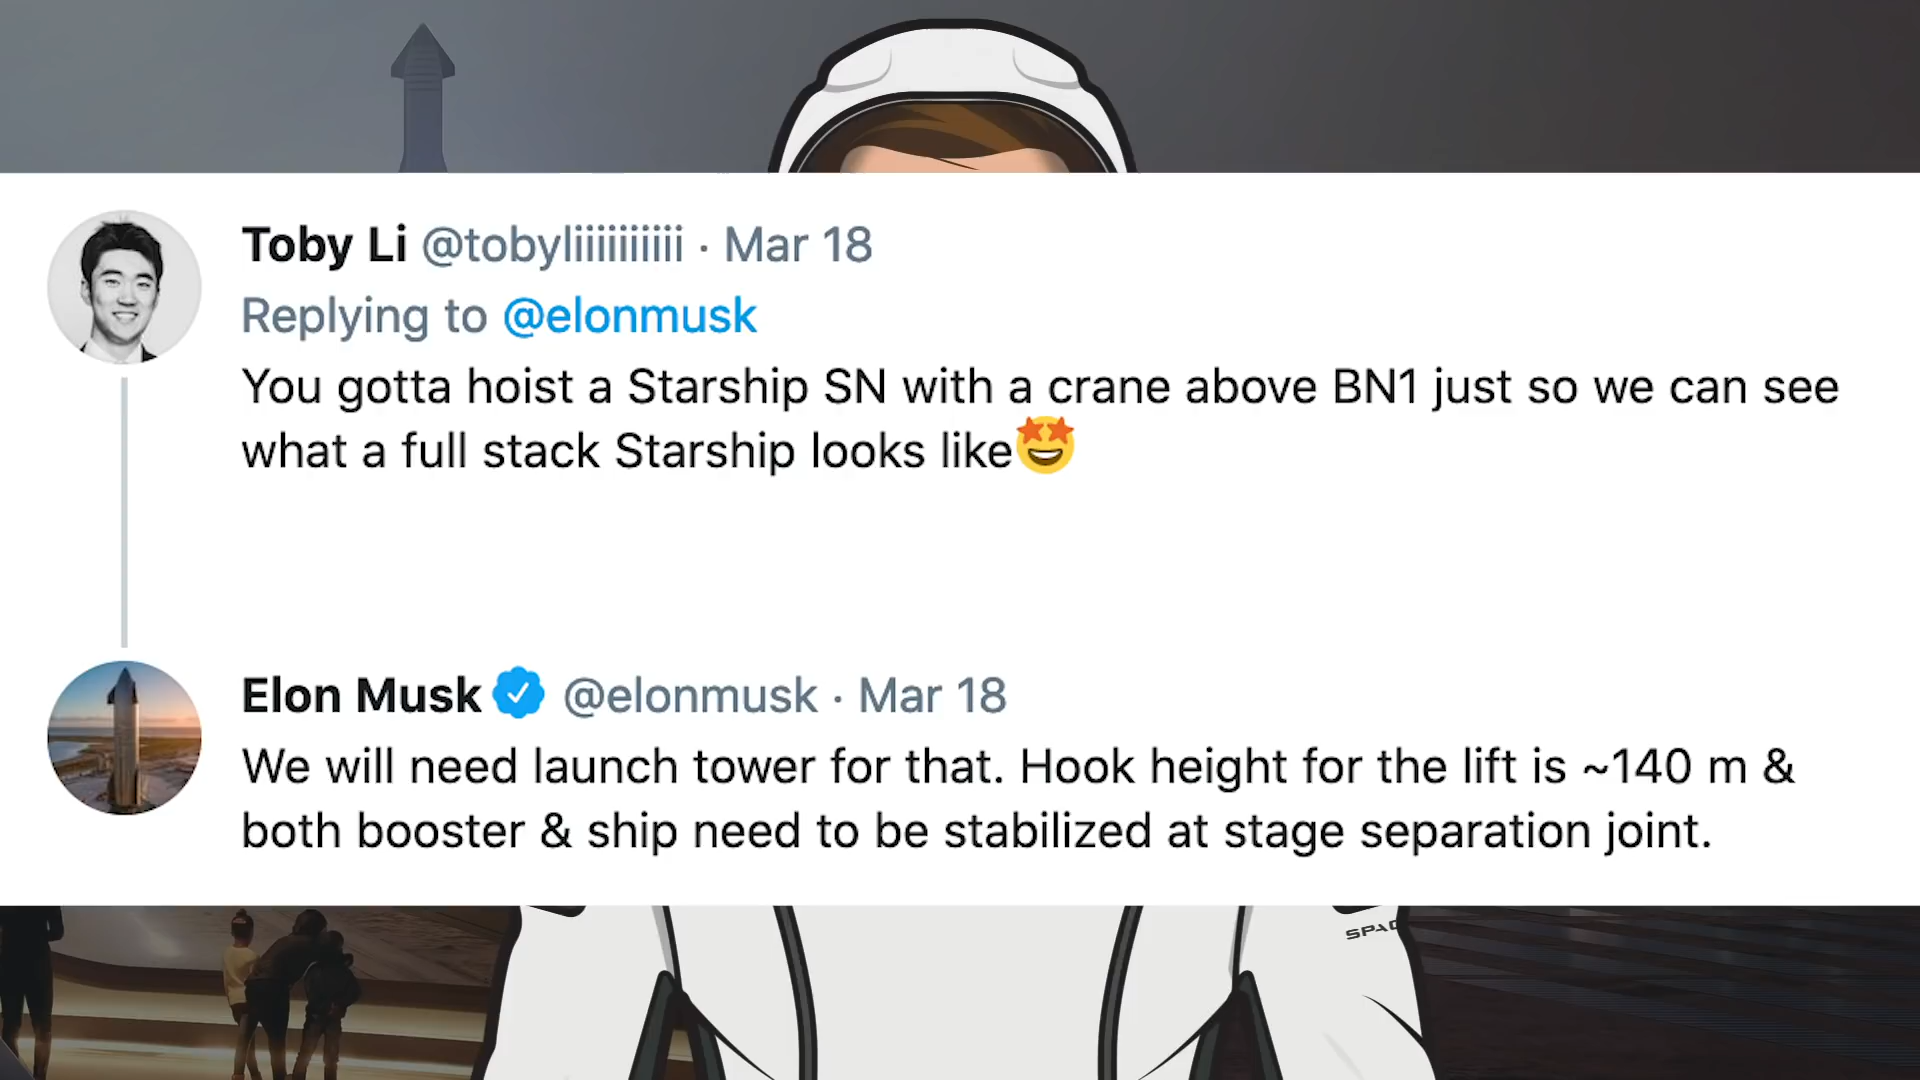 Toby Li @tobyliiiiiiiiii · Mar 18
Replying to @elonmusk
You gotta hoist a Starship SN with a crane above BN1 just so we can see
what a full stack Starship looks like🤩
Elon Musk @elonmusk · Mar 18
We will need launch tower for that. Hook height for the lift is ~140 m &
both booster & ship need to be stabilized at stage separation joint.
SPAC